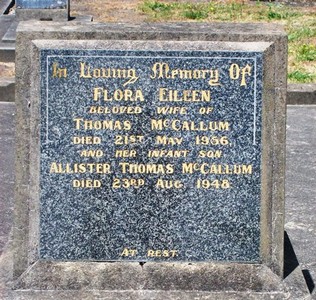 In Loving Memory Of
FLORA EILEEN
BELOVED WIFE OF
THOMAS McCALLUM
DIED 21ST MAY 1956.
AND HER INFANT SON
ALLISTER THOMAS McCALLUM
DIED 23RD AUG 1948
AT REST.